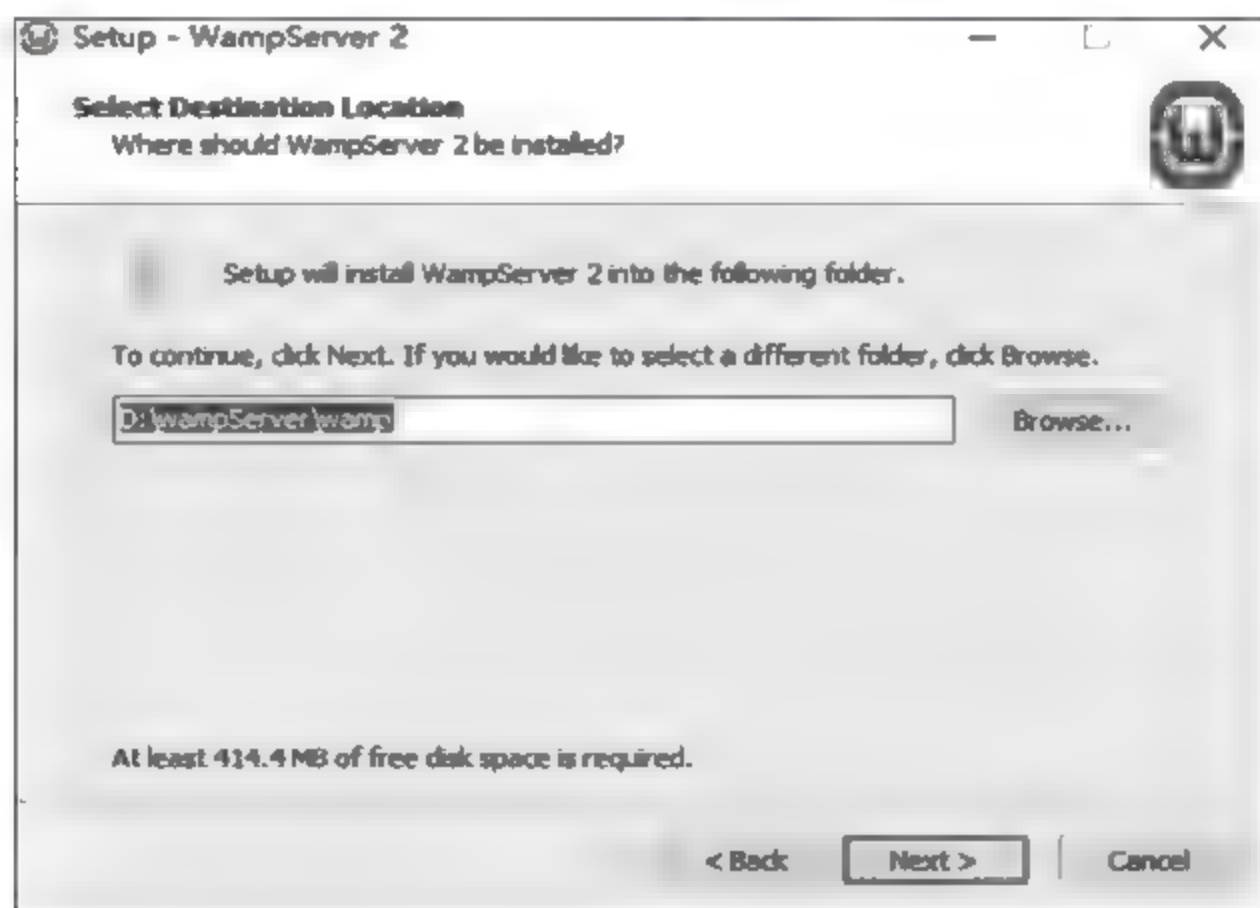 Setup - WampServer 2
Select Destination Location
Where should WampServer 2 be installed?
W
Setup will install WampServer 2 into the following folder.
To continue, click Next. If you would like to select a different folder, click Browse.
D:\wampServer\wamp
Browse...
At least 414.4 MB of free disk space is required.
< Back
Next >
Cancel